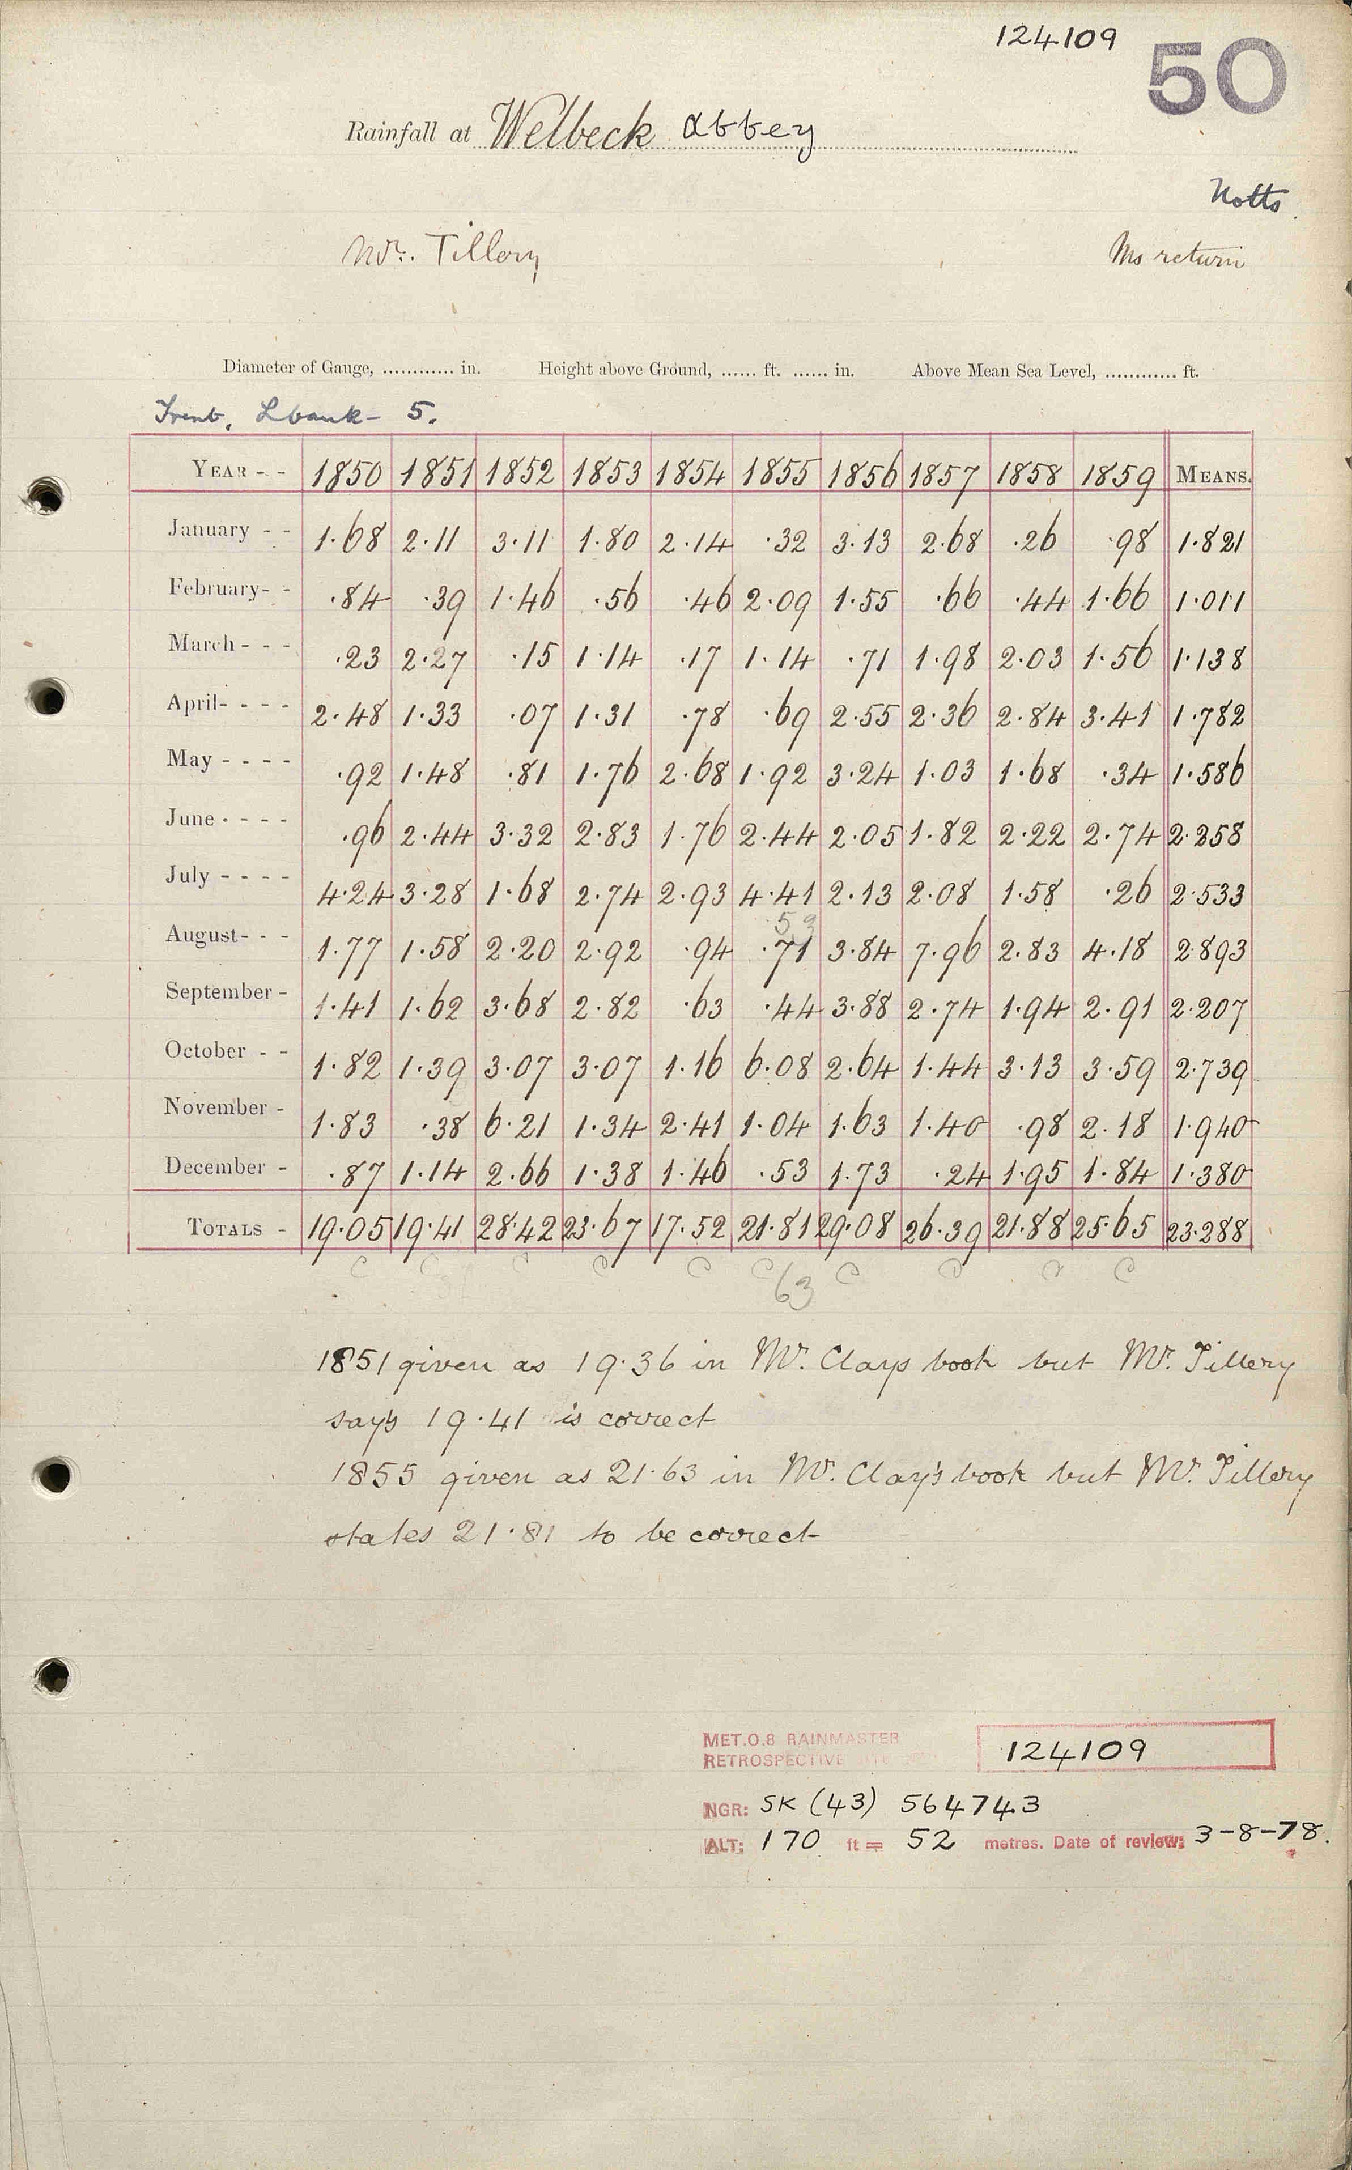 124109
50
Rainfall at Welbeck Abbey
Notts.
Mr. Tillery
Ms return
Diameter of Gauge, ............ in. Height above Ground, ...... ft. ...... in. Above Mean Sea Level, ............ ft.
Trent, L bank - 5.
YEAR - - 1850 1851 1852 1853 1854 1855 1856 1857 1858 1859 MEANS.
January - - 1.68 2.11 3.11 1.80 2.14 .32 3.13 2.68 .26 .98 1.821
February- - .84 .39 1.46 .56 .46 2.09 1.55 .66 .44 1.66 1.011
March - - - .23 2.27 .15 1.14 .17 1.14 .71 1.98 2.03 1.56 1.138
April- - - - 2.48 1.33 .07 1.31 .78 .69 2.55 2.36 2.84 3.41 1.782
May - - - - .92 1.48 .81 1.76 2.68 1.92 3.24 1.03 1.68 .34 1.586
June - - - - .96 2.44 3.32 2.83 1.76 2.44 2.05 1.82 2.22 2.74 2.258
July - - - - 4.24 3.28 1.68 2.74 2.93 4.41 2.13 2.08 1.58 .26 2.533
.53
August- - - 1.77 1.58 2.20 2.92 .94 .71 3.84 7.96 2.83 4.18 2.893
September - 1.41 1.62 3.68 2.82 .63 .44 3.88 2.74 1.94 2.91 2.207
October - - 1.82 1.39 3.07 3.07 1.16 6.08 2.64 1.44 3.13 3.59 2.739
November - 1.83 .38 6.21 1.34 2.41 1.04 1.63 1.40 .98 2.18 1.940
December - .87 1.14 2.66 1.38 1.46 .53 1.73 .24 1.95 1.84 1.380
TOTALS - 19.05 19.41 28.42 23.67 17.52 21.81 29.08 26.39 21.88 25.65 23.288
C C C C C C C C C C
63
1851 given as 19.36 in Mr. Clays book but Mr. Tillery
says 19.41 is correct
1855 given as 21.63 in Mr. Clay's book but Mr. Tillery
states 21.81 to be correct
MET.O.8 RAINMASTER
RETROSPECTIVE
124109
NGR: SK (43) 564743
ALT: 170 ft = 52 metres. Date of review: 3-8-78.